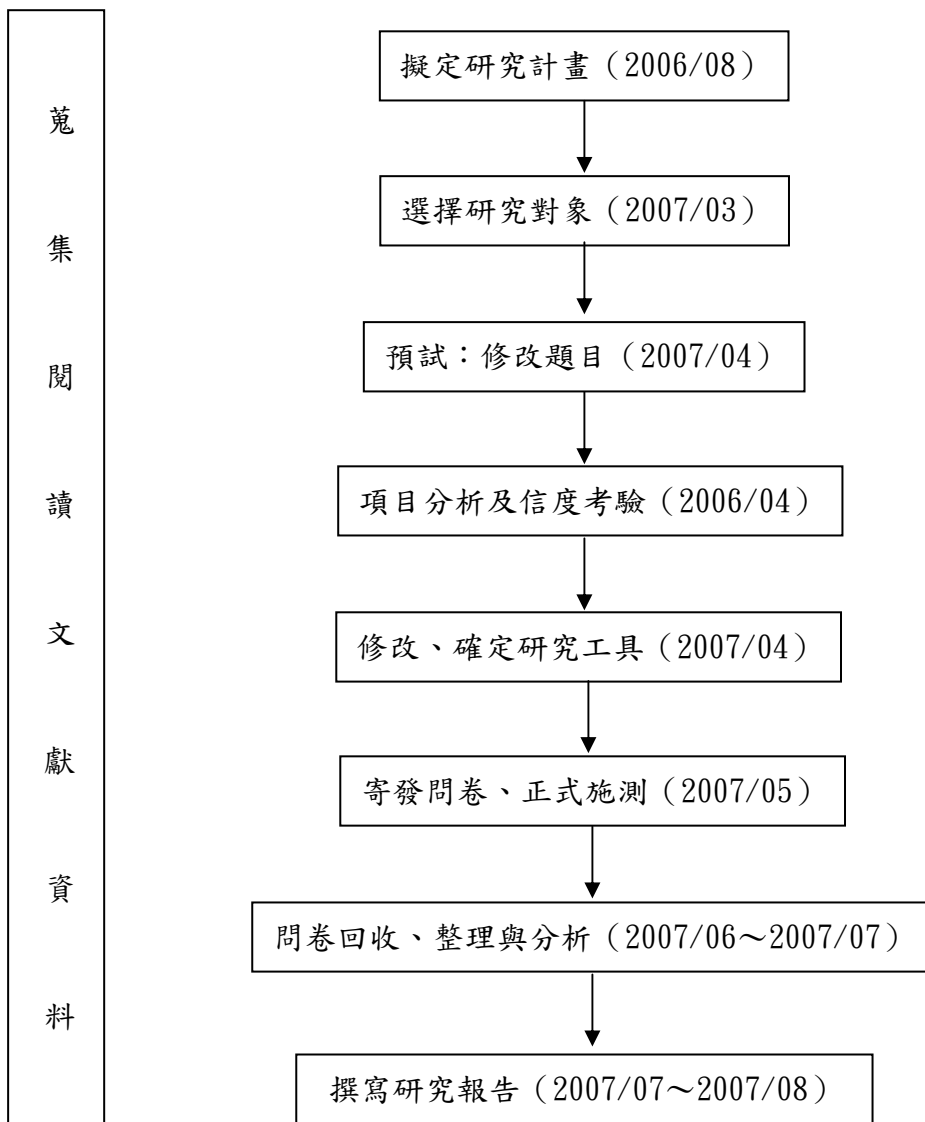 蒐集閱讀文獻資料
擬定研究計畫（2006/08）
選擇研究對象（2007/03）
預試：修改題目（2007/04）
項目分析及信度考驗（2006/04）
修改、確定研究工具（2007/04）
寄發問卷、正式施測（2007/05）
問卷回收、整理與分析（2007/06～2007/07）
撰寫研究報告（2007/07～2007/08）